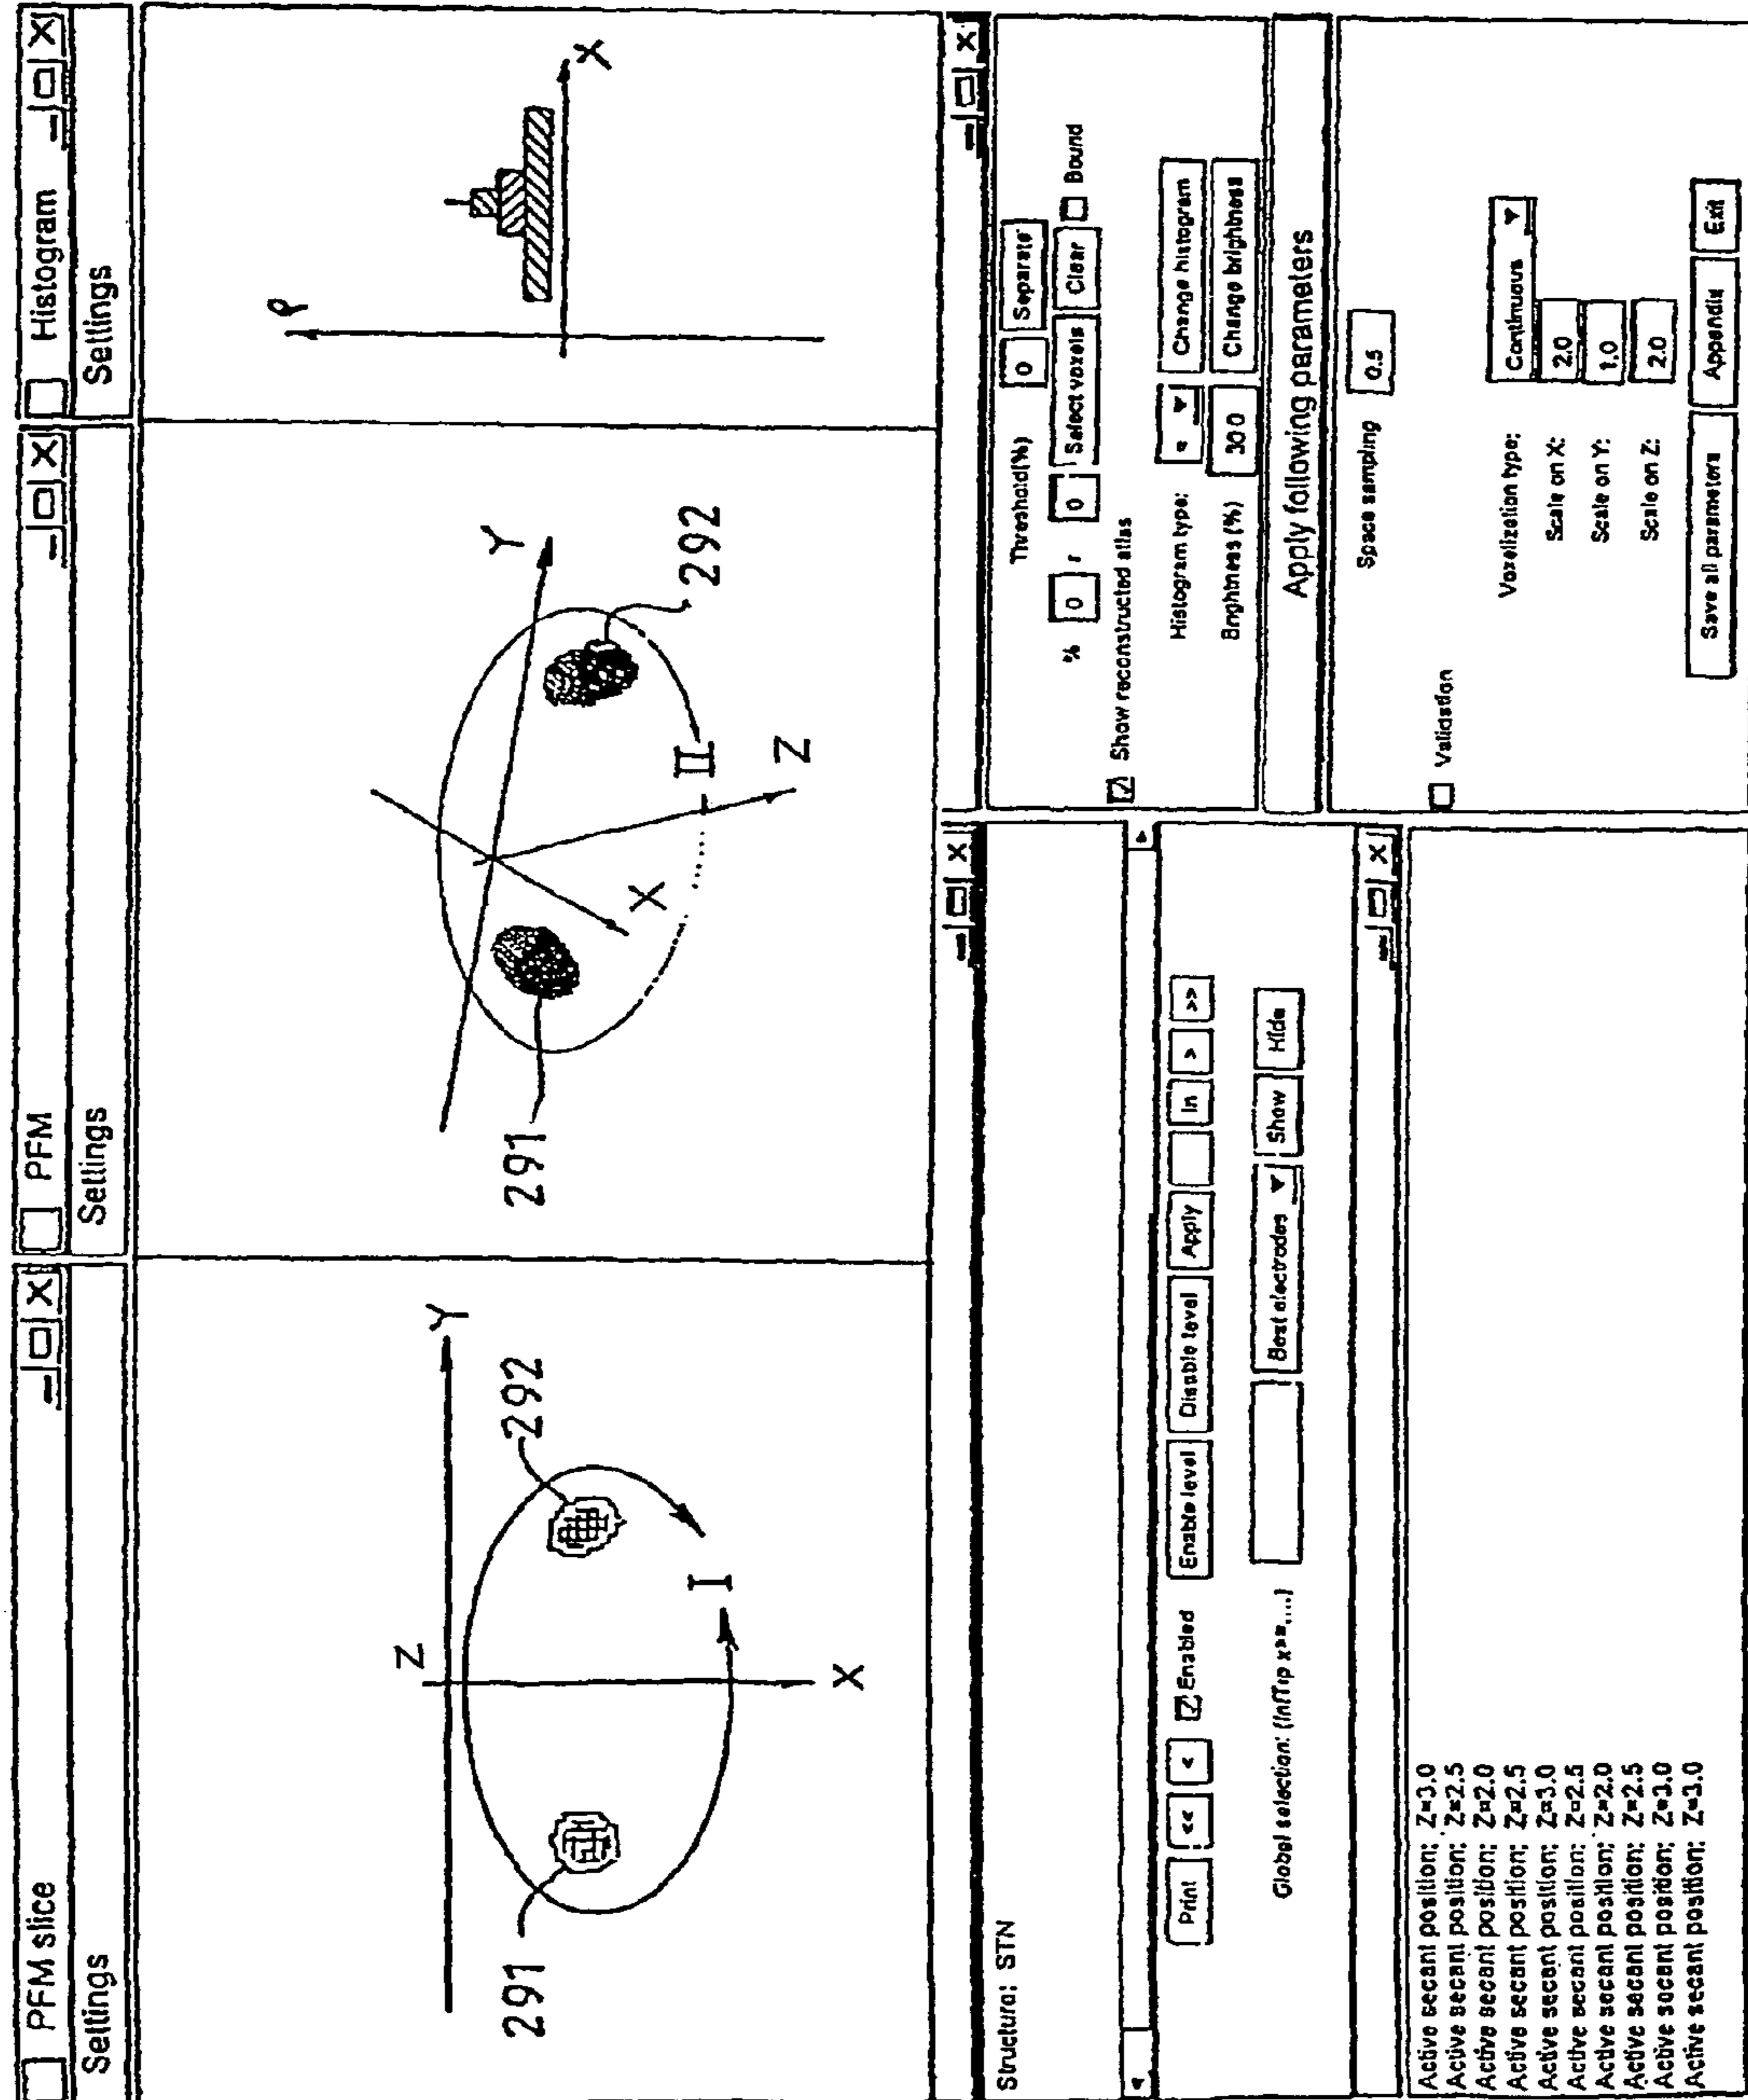 PFM slice
Settings
Z
Y
X
291
292
I
PFM
Settings
Y
X
Z
291
292
II
Histogram
Settings
P
X
Structura: STN
Print << < Enabled Enable level Disable level Apply In > >>
Global selection: Best electrodes Show Hide
Active secant position: Z=3.0
Active secant position: Z=2.5
Active secant position: Z=2.0
Active secant position: Z=2.5
Active secant position: Z=3.0
Active secant position: Z=2.5
Active secant position: Z=2.0
Active secant position: Z=2.5
Active secant position: Z=3.0
Active secant position: Z=3.0
Threshold(%) 0 Separate
% 0 0 Select voxels Clear Bound
Show reconstructed atlas
Histogram type: = Change histogram
Brightness (%) 30.0 Change brightness
Apply following parameters
Space sampling 0.5
Validation
Voxelization type: Continuous
Scale on X: 2.0
Scale on Y: 1.0
Scale on Z: 2.0
Save all parameters Appendix Exit